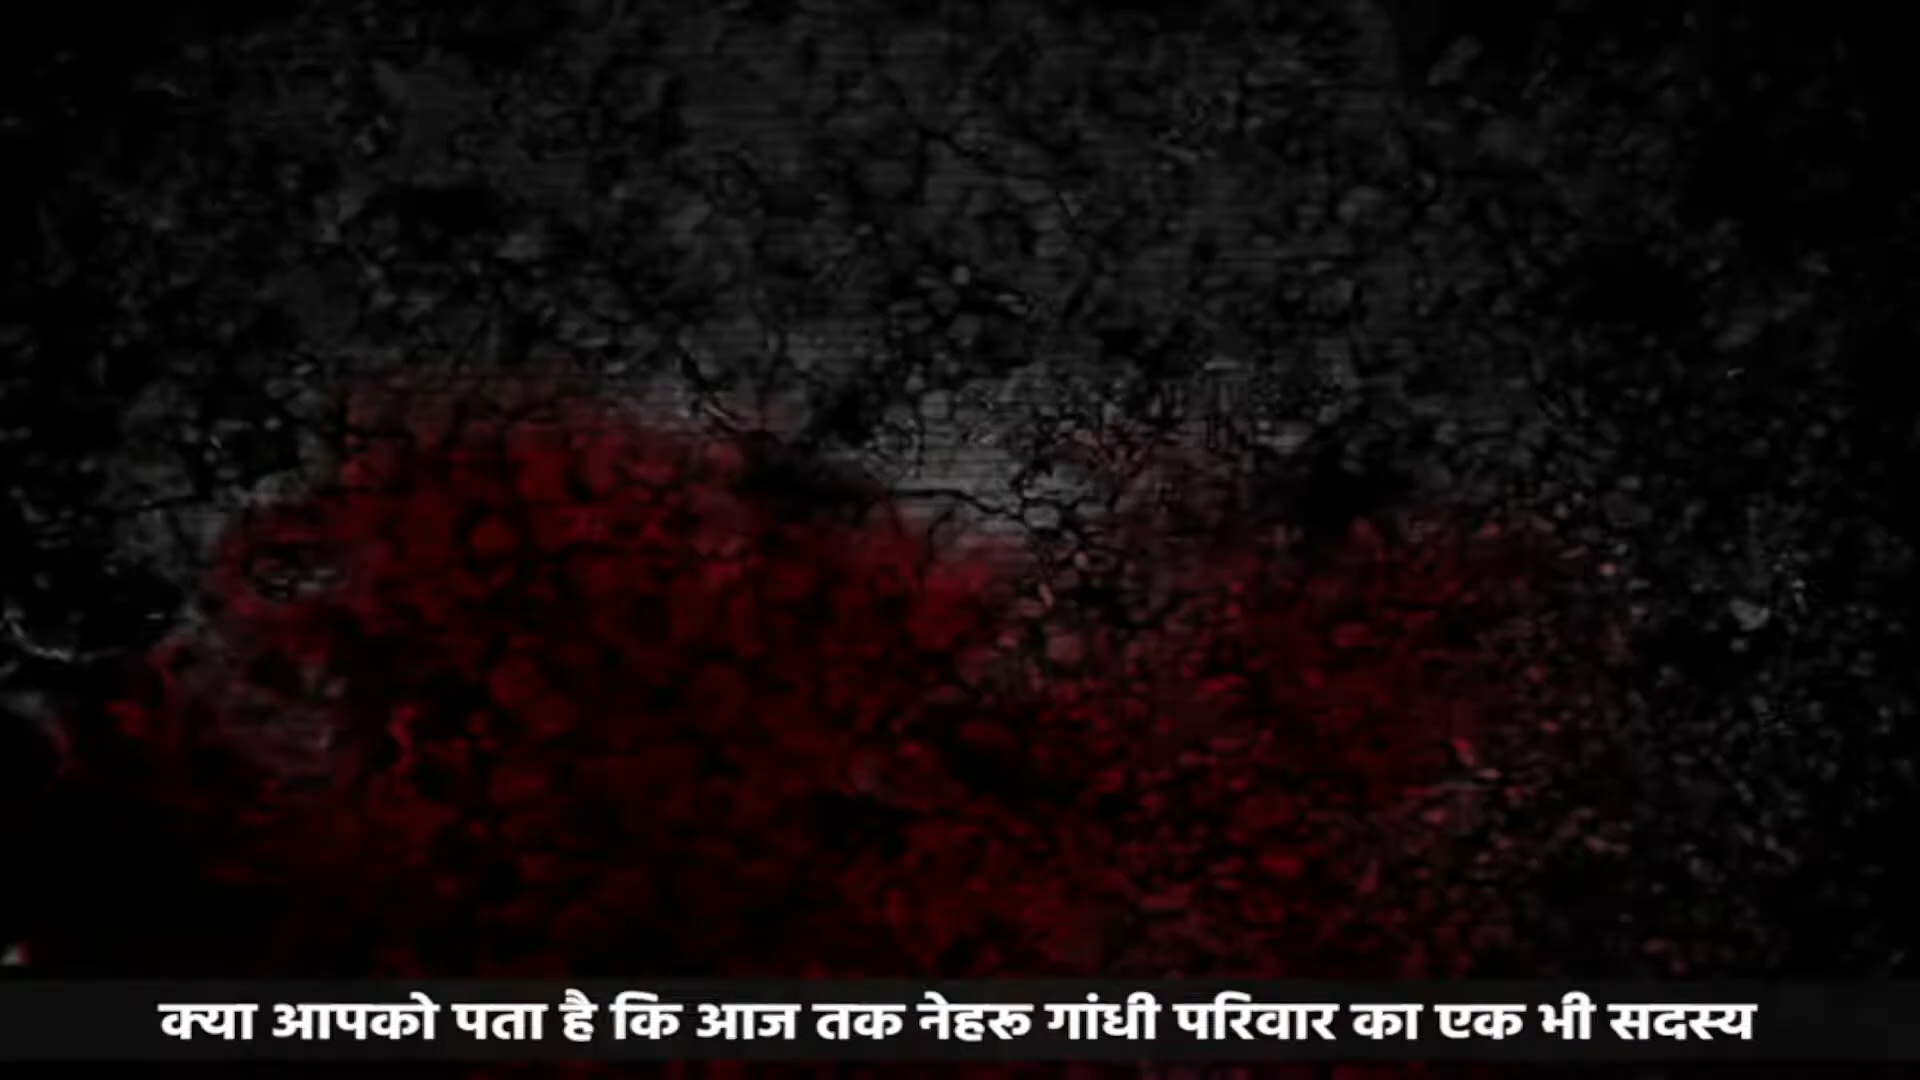 क्या आपको पता है कि आज तक नेहरू गांधी परिवार का एक भी सदस्य